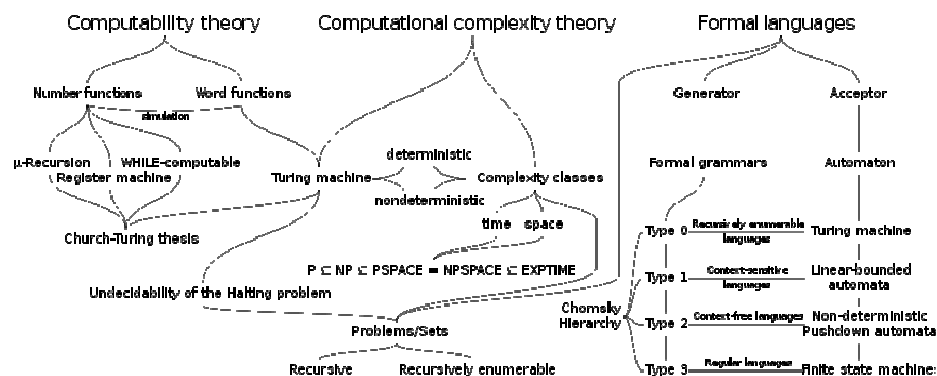 Computability theory
Computational complexity theory
Formal languages
Number functions
Word functions
Generator
Acceptor
simulation
μ-Recursion
WHILE-computable
Register machine
Turing machine
deterministic
nondeterministic
Complexity classes
Formal grammars
Automaton
time
space
Church-Turing thesis
P ⊆ NP ⊆ PSPACE = NPSPACE ⊆ EXPTIME
Undecidability of the Halting problem
Problems/Sets
Recursive
Recursively enumerable
Chomsky
Hierarchy
Type 0
Recursively enumerable
languages
Turing machine
Type 1
Context-sensitive
languages
Linear-bounded
automata
Type 2
Context-free languages
Non-deterministic
Pushdown automata
Type 3
Regular languages
Finite state machines